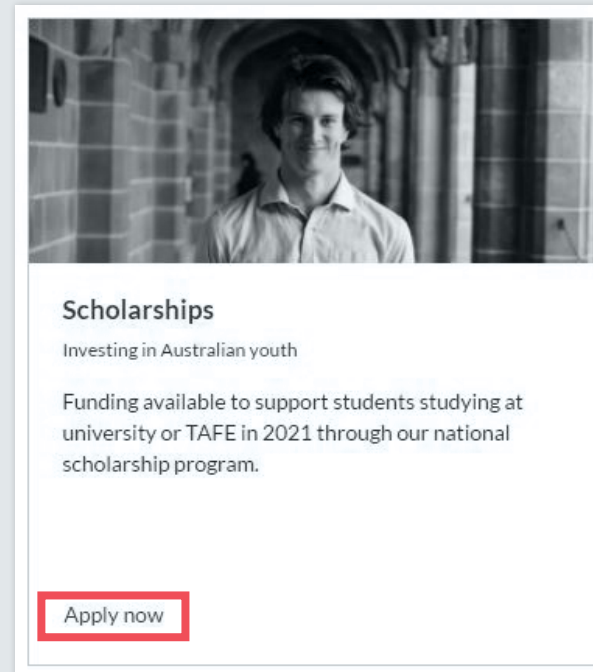 Scholarships
Investing in Australian youth
Funding available to support students studying at
university or TAFE in 2021 through our national
scholarship program.
Apply now